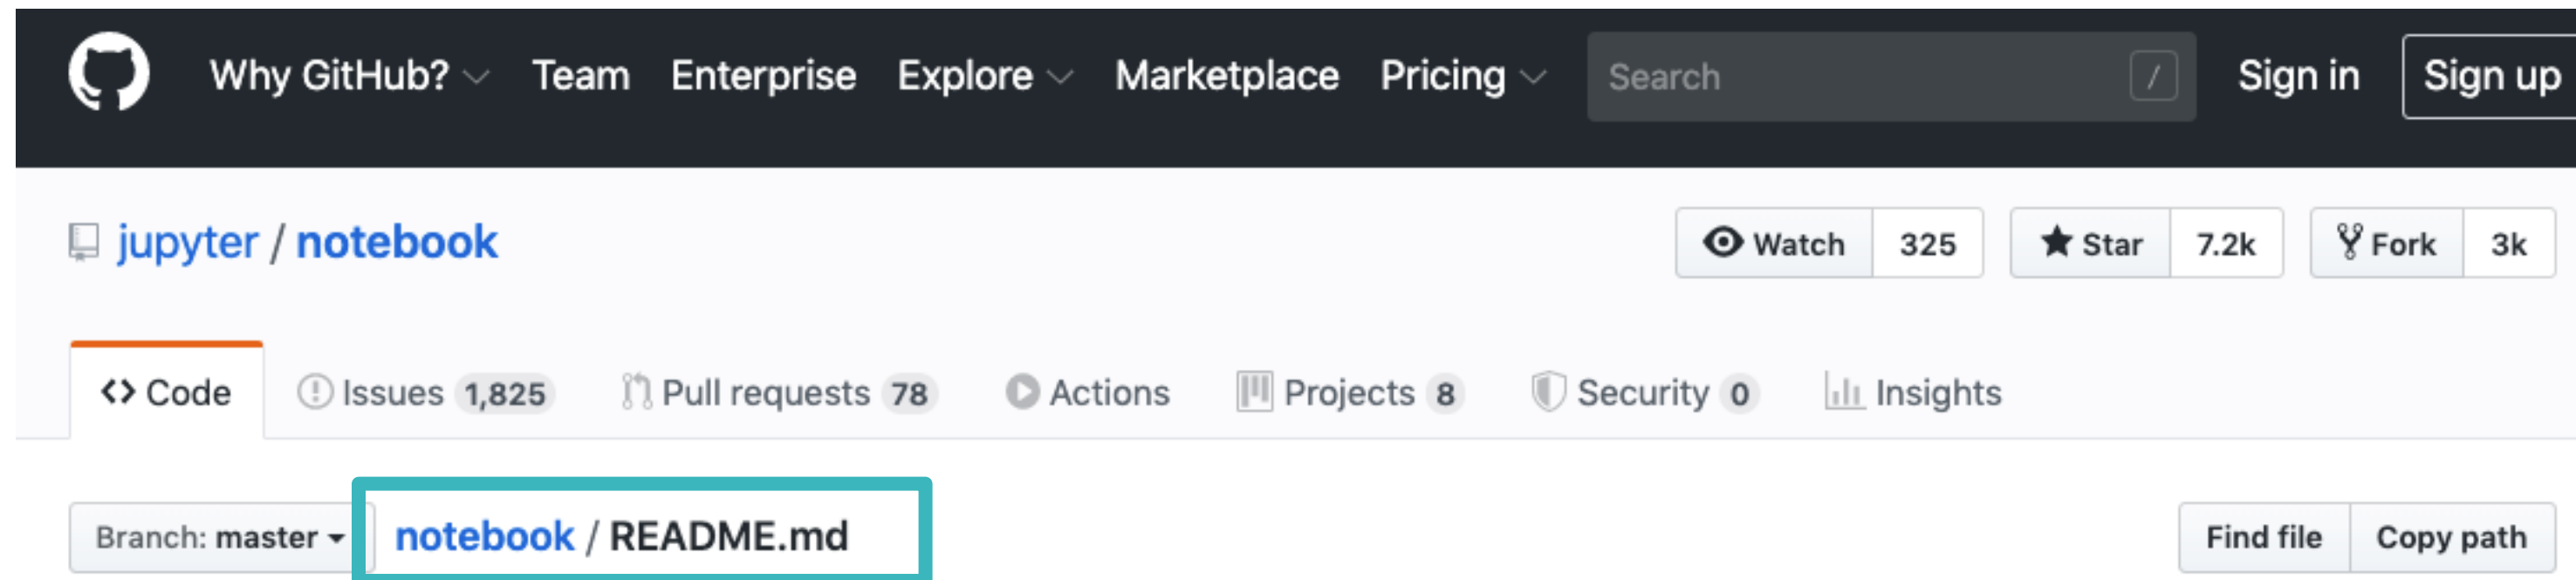 Why GitHub? Team Enterprise Explore Marketplace Pricing Search / Sign in Sign up
jupyter / notebook Watch 325 Star 7.2k Fork 3k
<> Code Issues 1,825 Pull requests 78 Actions Projects 8 Security 0 Insights
Branch: master notebook / README.md Find file Copy path